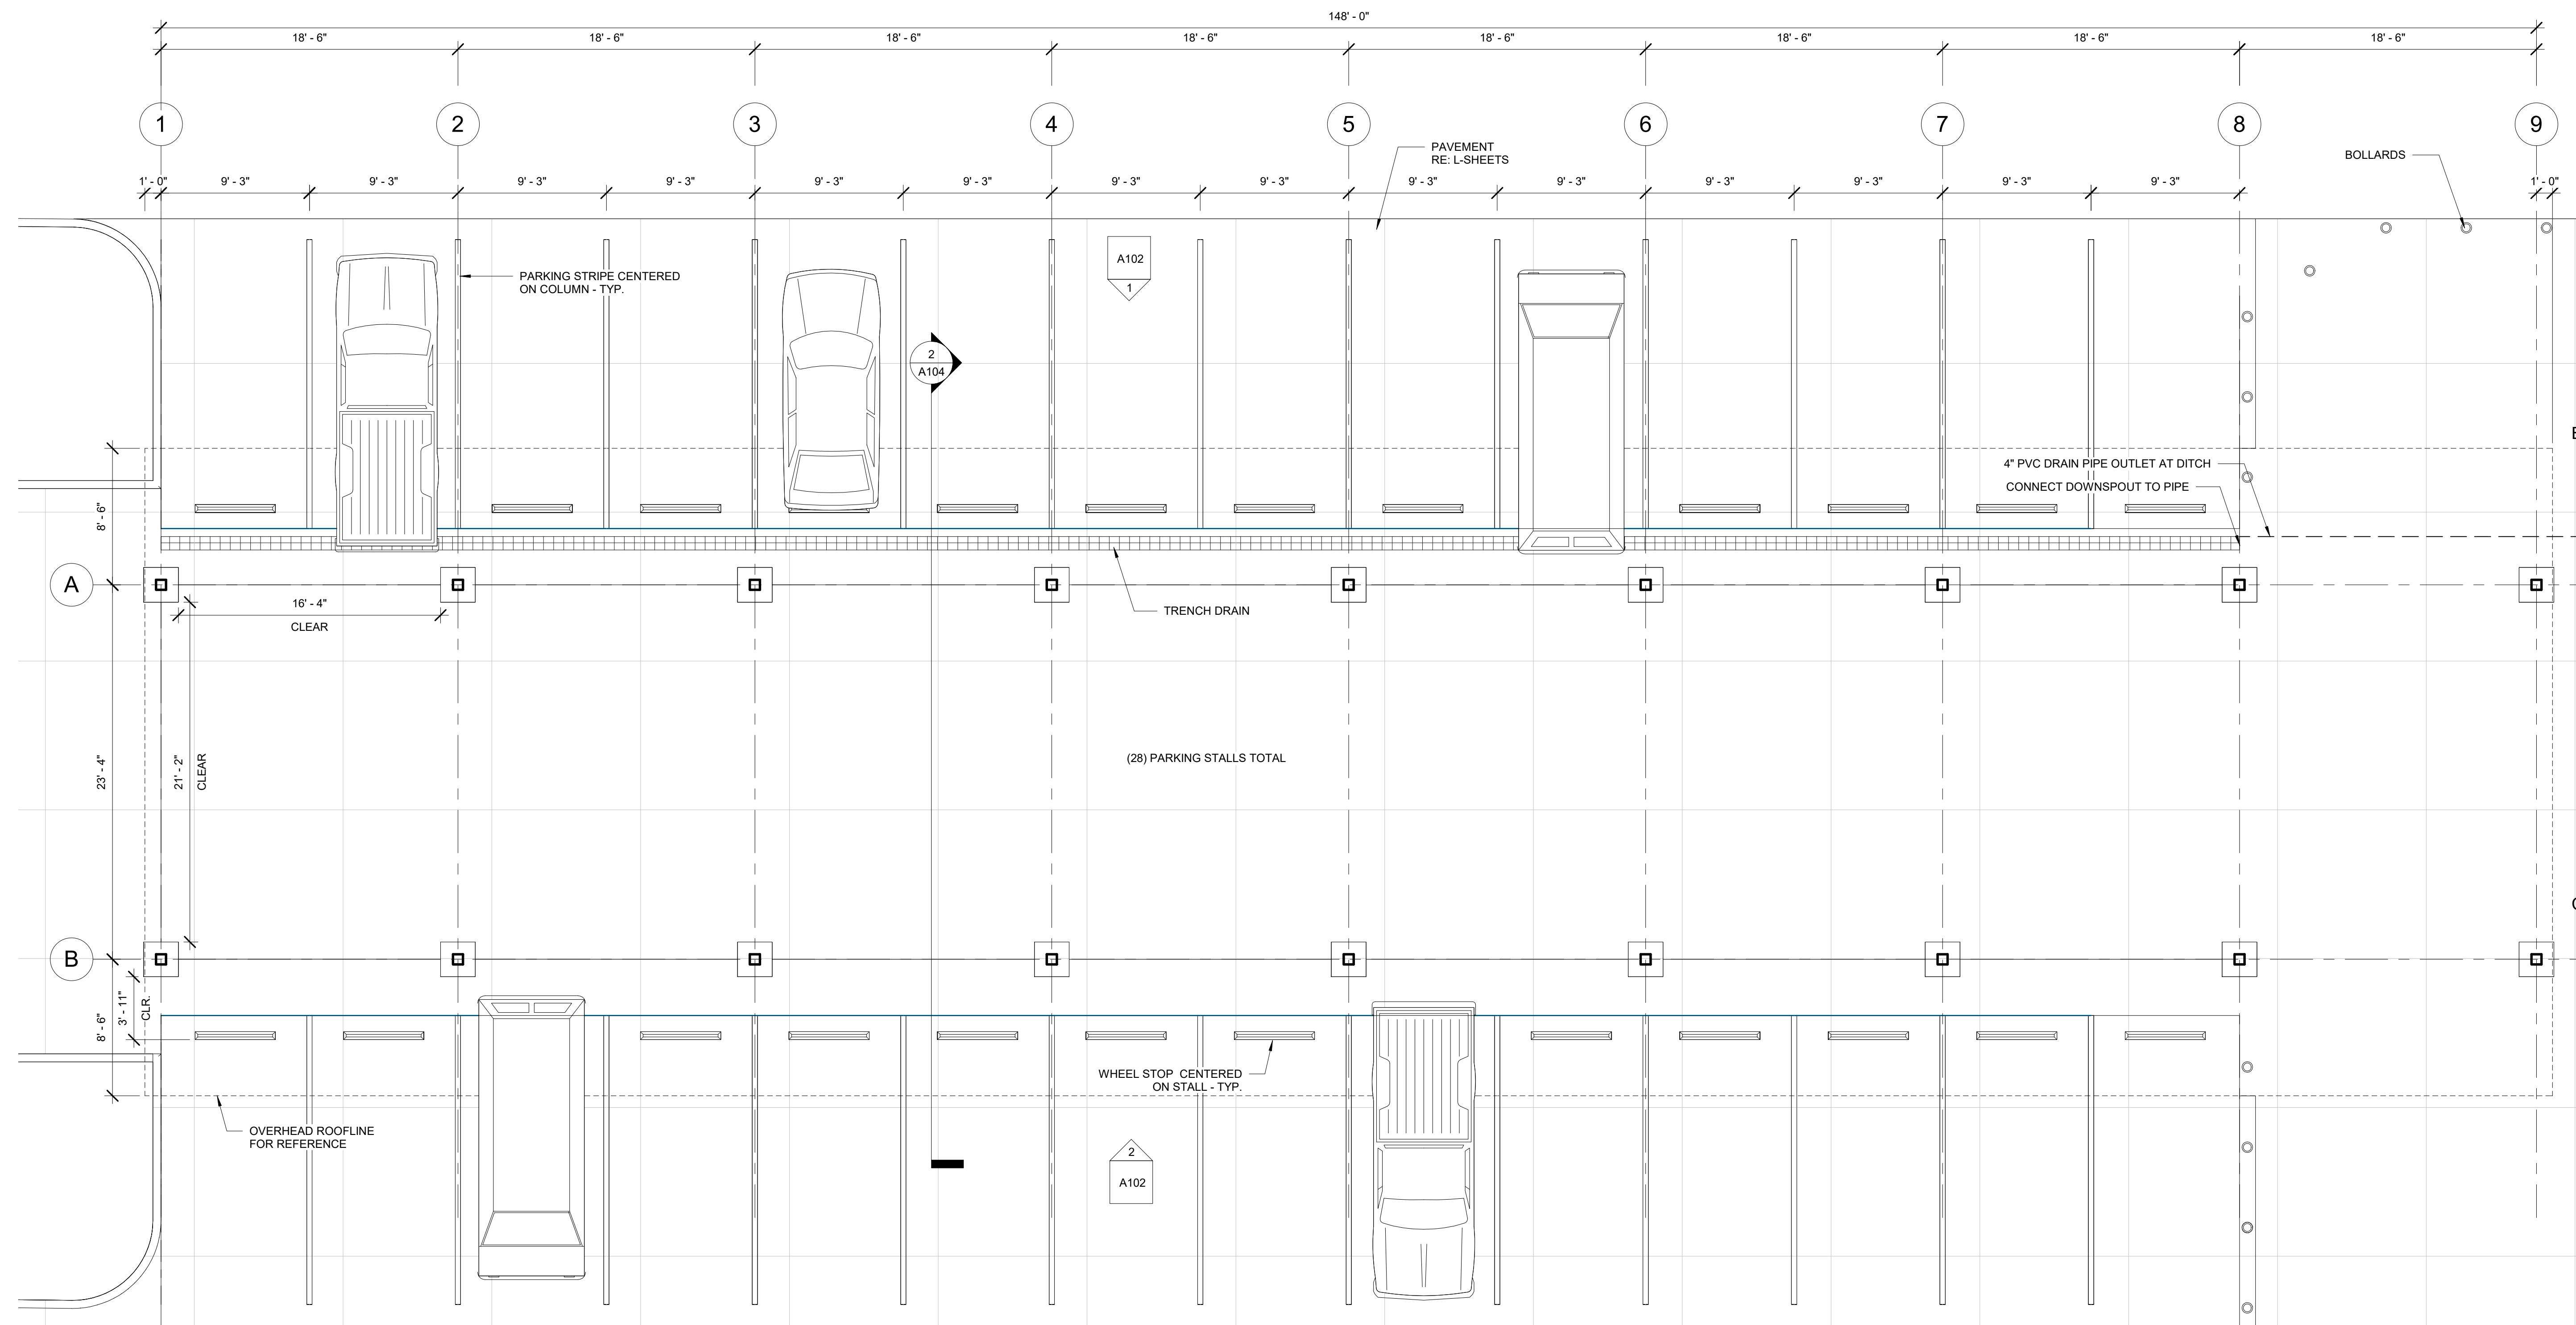 148' - 0"
18' - 6"
18' - 6"
18' - 6"
18' - 6"
18' - 6"
18' - 6"
18' - 6"
18' - 6"
1
2
3
4
5
6
7
8
9
PAVEMENT
RE: L-SHEETS
BOLLARDS
1' - 0"
9' - 3"
9' - 3"
9' - 3"
9' - 3"
9' - 3"
9' - 3"
9' - 3"
9' - 3"
9' - 3"
9' - 3"
9' - 3"
9' - 3"
9' - 3"
9' - 3"
1' - 0"
A102
1
PARKING STRIPE CENTERED
ON COLUMN - TYP.
2
A104
4" PVC DRAIN PIPE OUTLET AT DITCH
CONNECT DOWNSPOUT TO PIPE
8' - 6"
A
16' - 4"
CLEAR
TRENCH DRAIN
23' - 4"
21' - 2"
CLEAR
(28) PARKING STALLS TOTAL
B
8' - 6"
3' - 11"
CLR.
WHEEL STOP CENTERED
ON STALL - TYP.
OVERHEAD ROOFLINE
FOR REFERENCE
2
A102